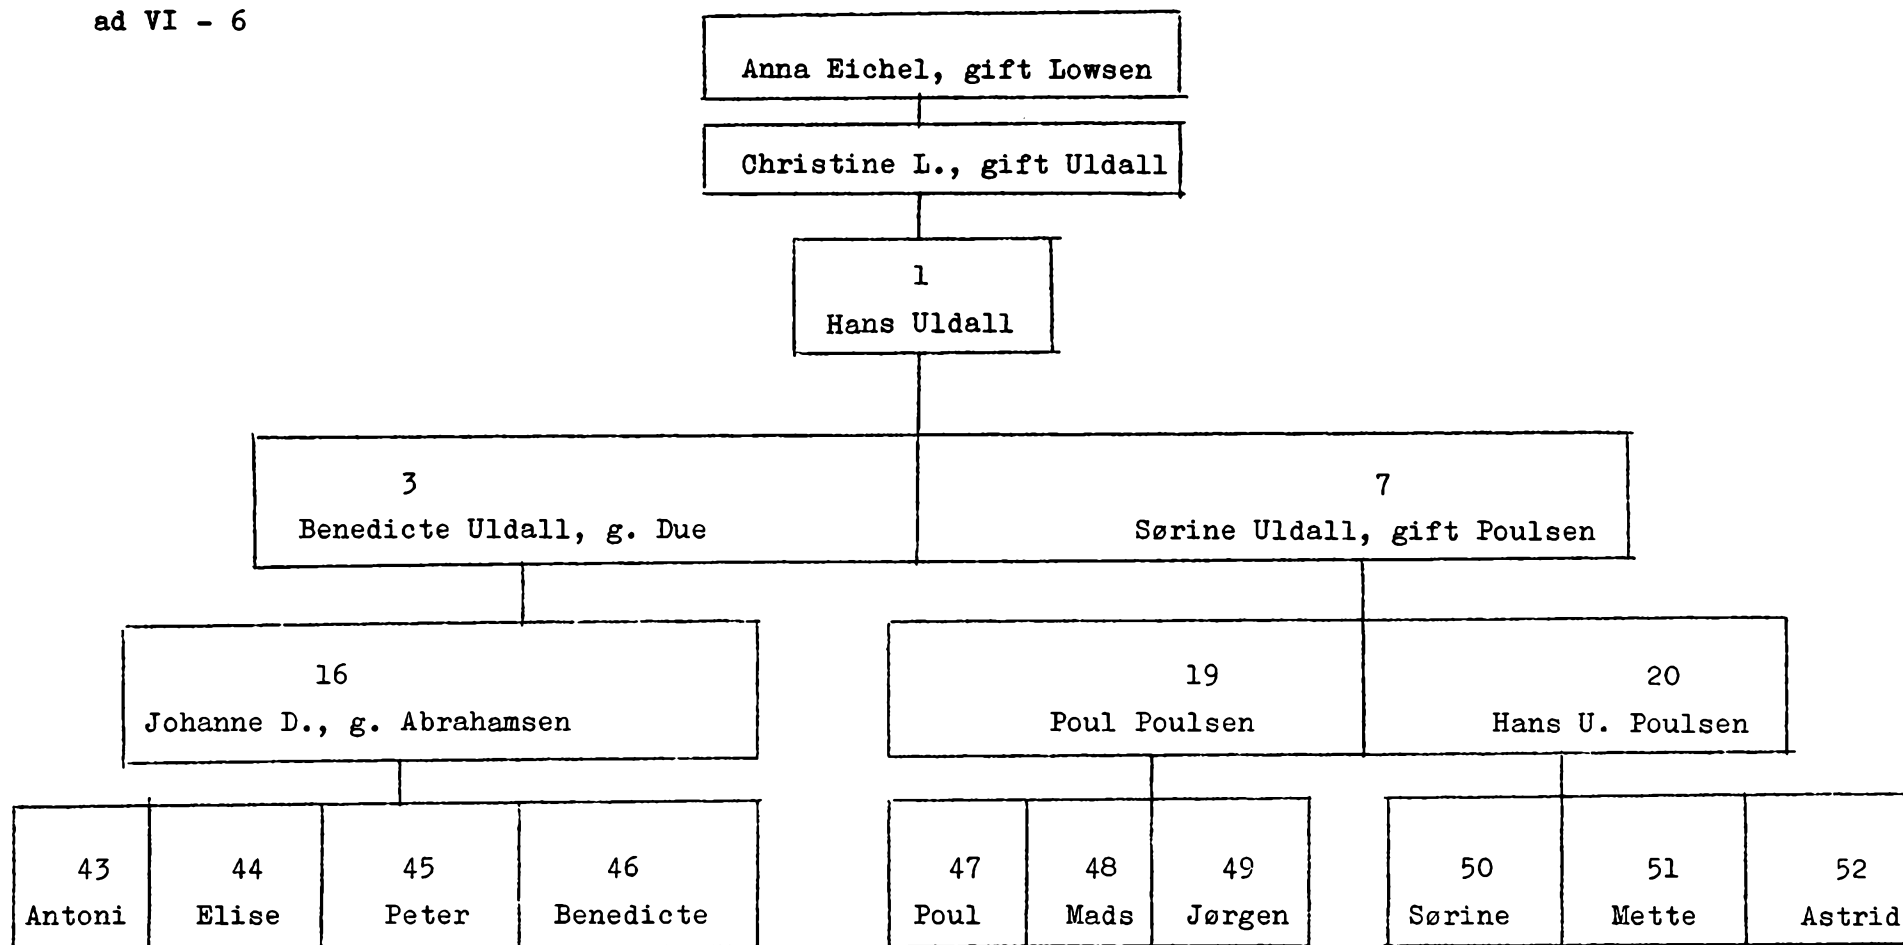 ad VI - 6
Anna Eichel, gift Lowsen
Christine L., gift Uldall
1
Hans Uldall
3
Benedicte Uldall, g. Due
7
Sørine Uldall, gift Poulsen
16
Johanne D., g. Abrahamsen
19
Poul Poulsen
20
Hans U. Poulsen
43
Antoni
44
Elise
45
Peter
46
Benedicte
47
Poul
48
Mads
49
Jørgen
50
Sørine
51
Mette
52
Astrid